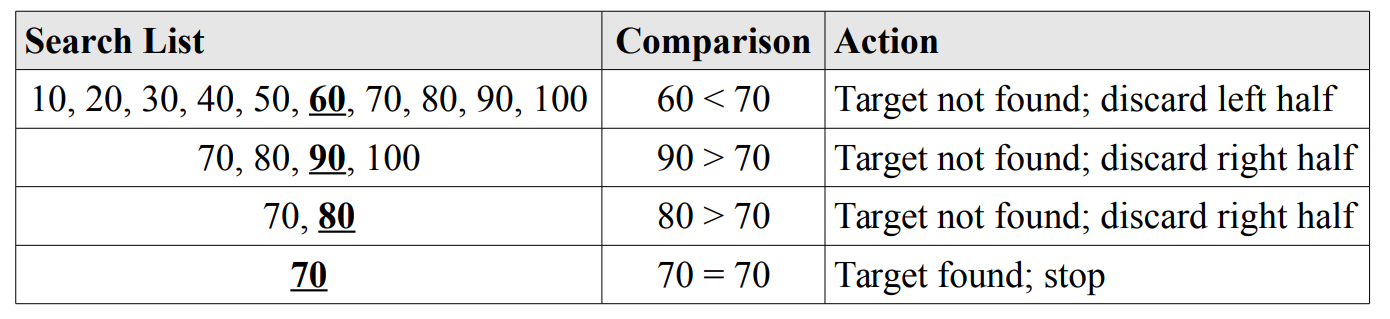 Search List Comparison Action
10, 20, 30, 40, 50, 60, 70, 80, 90, 100 60 < 70 Target not found; discard left half
70, 80, 90, 100 90 > 70 Target not found; discard right half
70, 80 80 > 70 Target not found; discard right half
70 70 = 70 Target found; stop